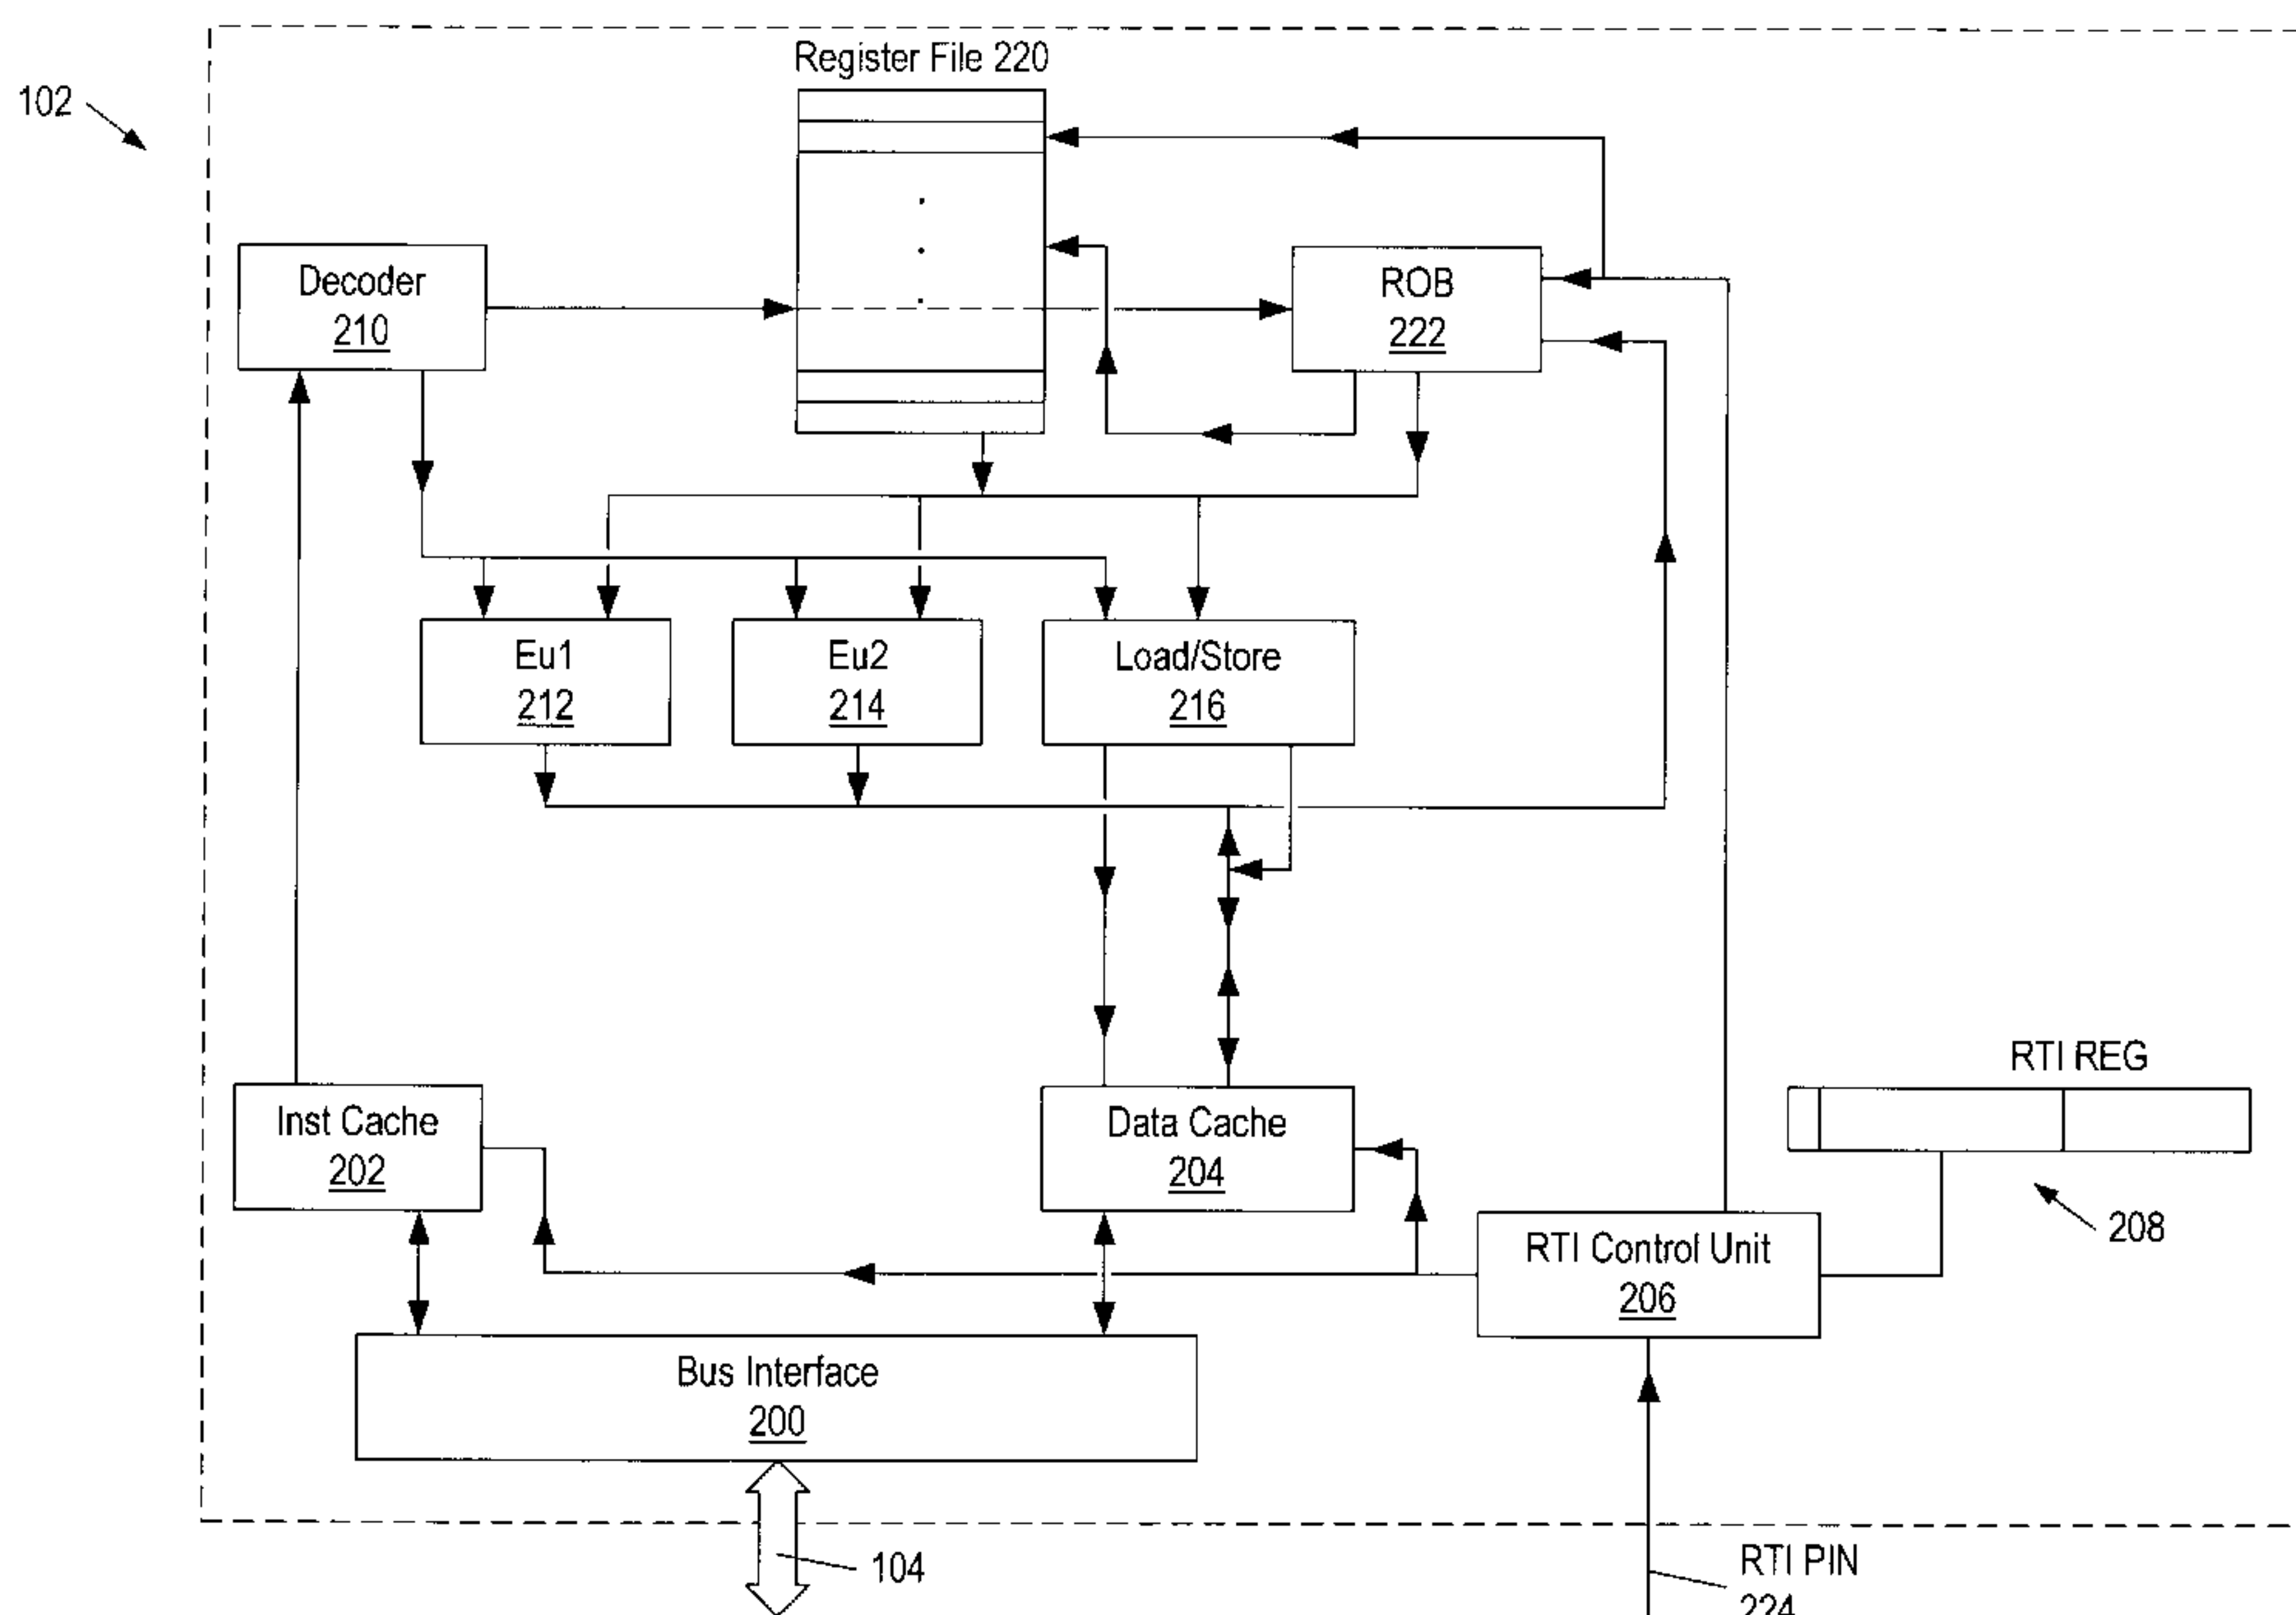 Register File 220
102
Decoder
210
ROB
222
Eu1
212
Eu2
214
Load/Store
216
RTI REG
Inst Cache
202
Data Cache
204
208
RTI Control Unit
206
Bus Interface
200
104
RTI PIN
224